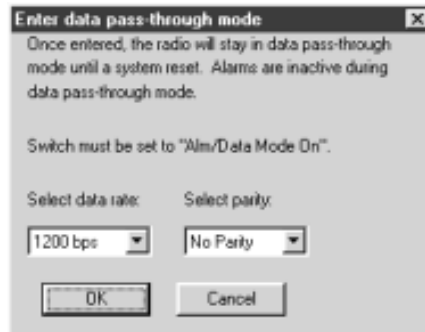 Enter data pass-through mode
Once entered, the radio will stay in data pass-through
mode until a system reset. Alarms are inactive during
data pass-through mode.
Switch must be set to "Alm/Data Mode On".
Select data rate: Select parity:
1200 bps No Parity
OK Cancel